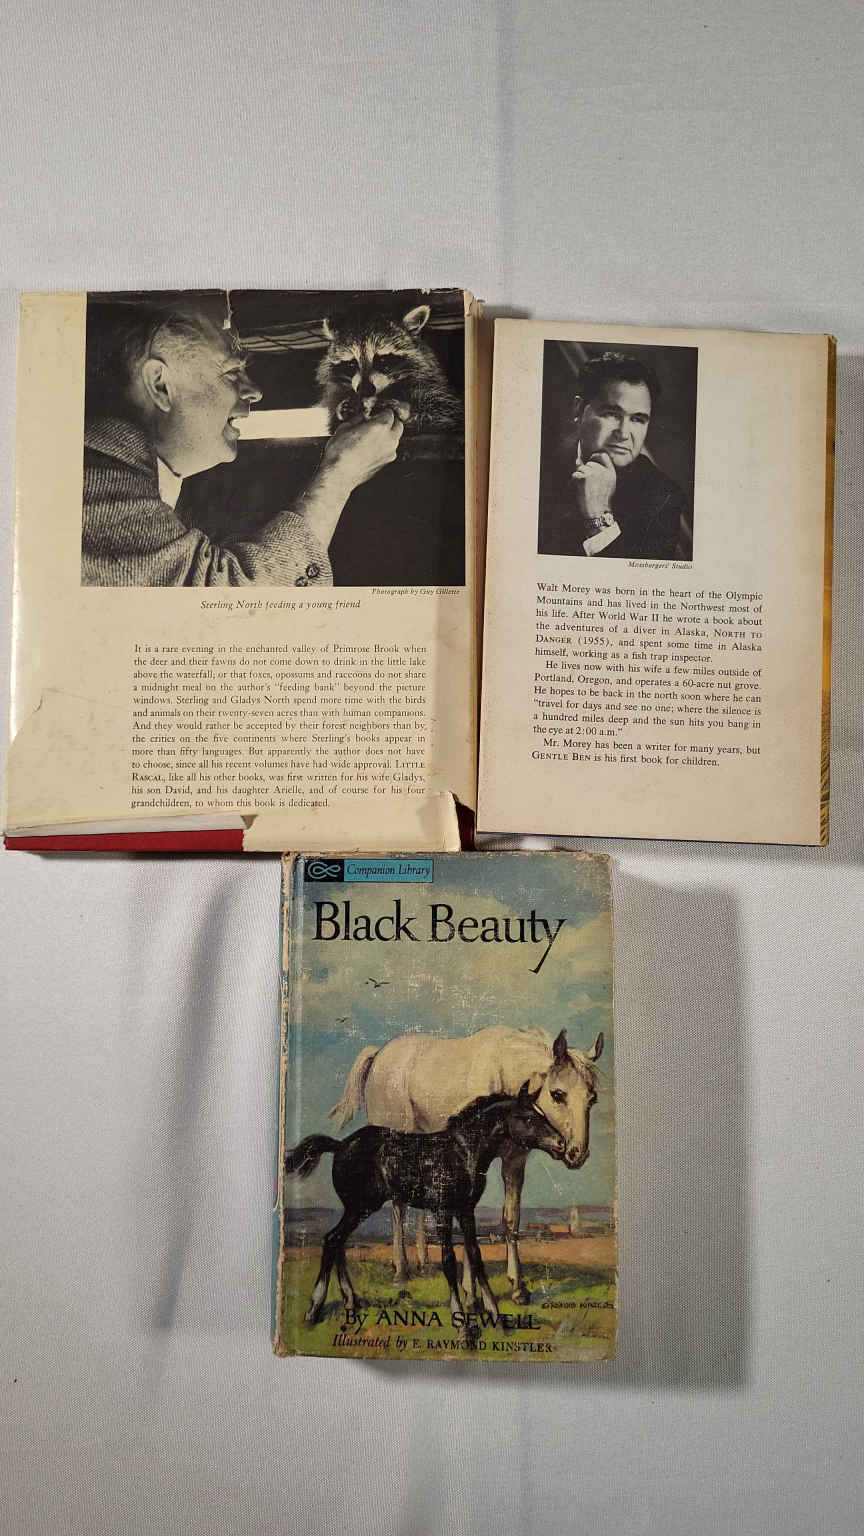 Photograph by Guy Gillette
Sterling North feeding a young friend
It is a rare evening in the enchanted valley of Primrose Brook when
the deer and their fawns do not come down to drink in the little lake
above the waterfall; or that foxes, opossums and raccoons do not share
a midnight meal on the author's "feeding bank" beyond the picture
windows. Sterling and Gladys North spend more time with the birds
and animals on their twenty-seven acres than with human companions.
And they would rather be accepted by their forest neighbors than by
the critics on the five continents where Sterling's books appear in
more than fifty languages. But apparently the author does not have
to choose, since all his recent volumes have had wide approval. LITTLE
RASCAL, like all his other books, was first written for his wife Gladys,
his son David, and his daughter Arielle, and of course for his four
grandchildren, to whom this book is dedicated.
Mossburgers' Studio
Walt Morey was born in the heart of the Olympic
Mountains and has lived in the Northwest most of
his life. After World War II he wrote a book about
the adventures of a diver in Alaska, NORTH TO
DANGER (1955), and spent some time in Alaska
himself, working as a fish trap inspector.
He lives now with his wife a few miles outside of
Portland, Oregon, and operates a 60-acre nut grove.
He hopes to be back in the north soon where he can
"travel for days and see no one; where the silence is
a hundred miles deep and the sun hits you bang in
the eye at 2:00 a.m."
Mr. Morey has been a writer for many years, but
GENTLE BEN is his first book for children.
Companion Library
Black Beauty
By ANNA SEWELL
Illustrated by E. RAYMOND KINSTLER